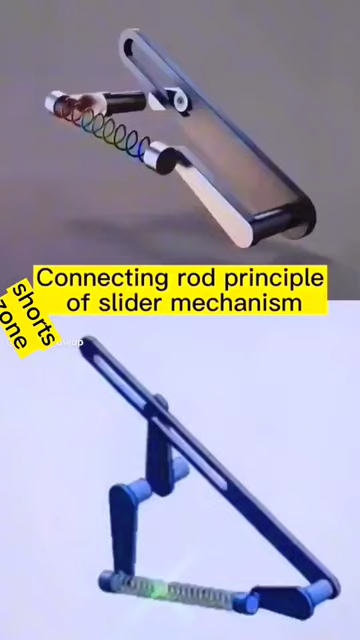 Connecting rod principle
of slider mechanism
shorts
zone